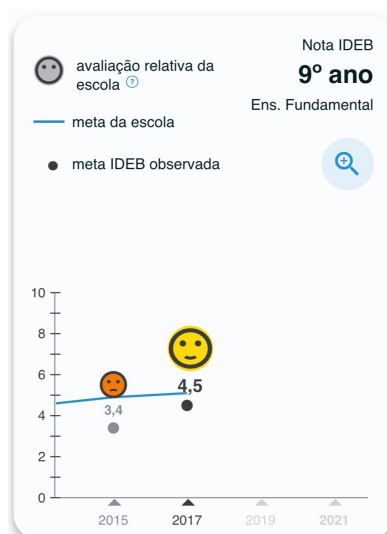 Nota IDEB
9º ano
Ens. Fundamental
avaliação relativa da
escola ?
meta da escola
meta IDEB observada
10
8
6
4
2
0
3,4
4,5
2015 2017 2019 2021